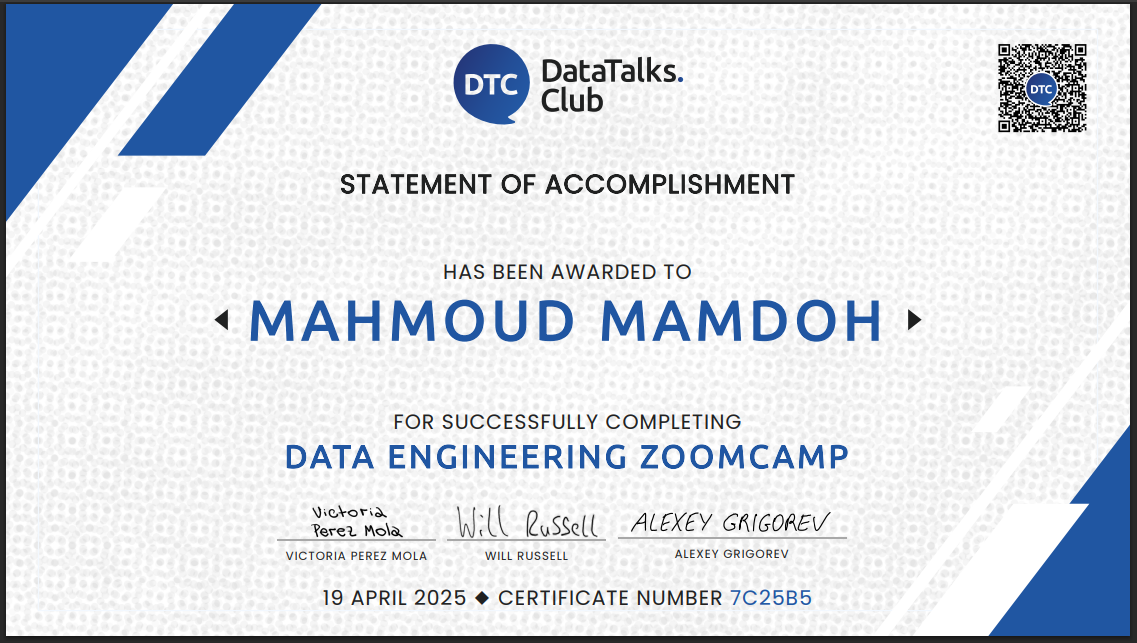 DTC
DataTalks.
Club
DTC
STATEMENT OF ACCOMPLISHMENT
HAS BEEN AWARDED TO
MAHMOUD MAMDOH
FOR SUCCESSFULLY COMPLETING
DATA ENGINEERING ZOOMCAMP
Victoria
Perez Mola
Will Russell
ALEXEY GRIGOREV
VICTORIA PEREZ MOLA
WILL RUSSELL
ALEXEY GRIGOREV
19 APRIL 2025 ◆ CERTIFICATE NUMBER 7C25B5